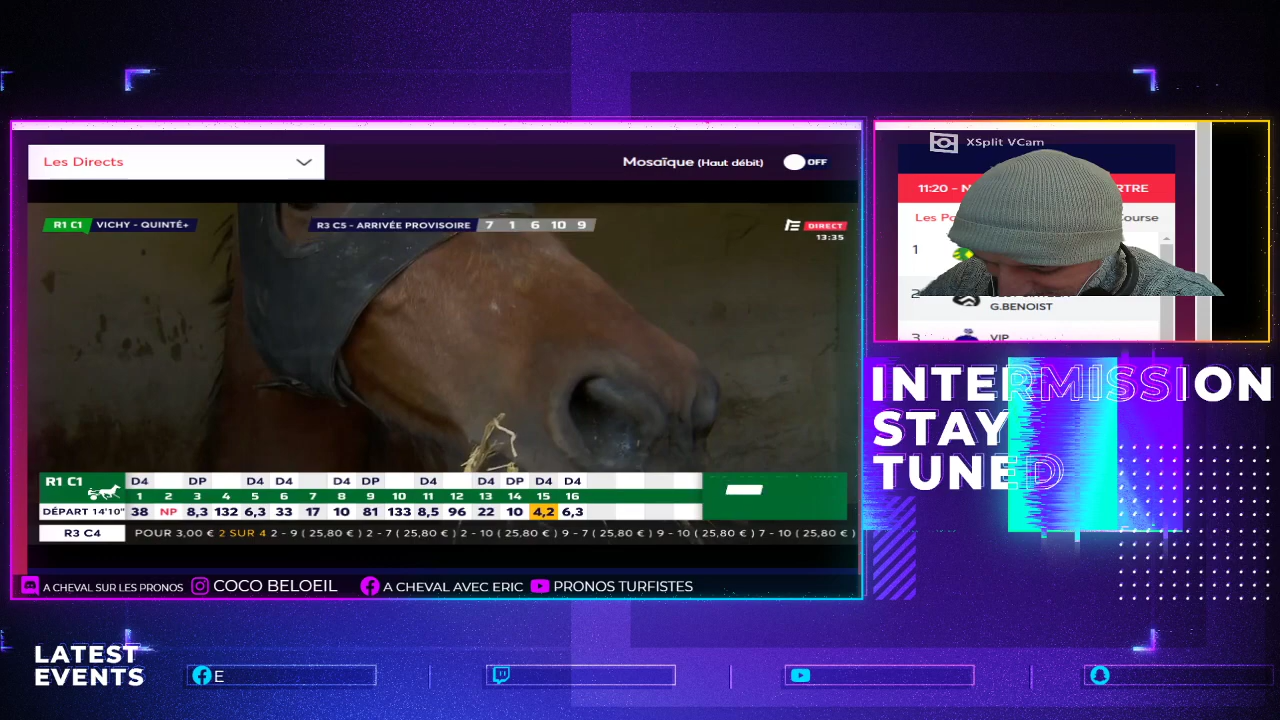 Les Directs
Mosaïque (Haut débit)
OFF
R1 C1 VICHY - QUINTÉ+
R3 C5 - ARRIVÉE PROVISOIRE 7 1 6 10 9
DIRECT
13:35
R1 C1
D4 DP D4 D4 D4 DP D4 D4 DP D4 D4
1 2 3 4 5 6 7 8 9 10 11 12 13 14 15 16
DÉPART 14'10" 38 NP 8,3 132 6,3 33 17 10 81 133 8,5 96 22 10 4,2 6,3
R3 C4 POUR 3,00 € 2 SUR 4 2 - 9 ( 25,80 € ) 2 - 7 ( 25,80 € ) 2 - 10 ( 25,80 € ) 9 - 7 ( 25,80 € ) 9 - 10 ( 25,80 € ) 7 - 10 ( 25,80 € )
A CHEVAL SUR LES PRONOS COCO BELOEIL A CHEVAL AVEC ERIC PRONOS TURFISTES
XSplit VCam
11:20 -
1
2
G.BENOIST
3 VIP
INTERMISSION
STAY
TUNED
LATEST
EVENTS
E